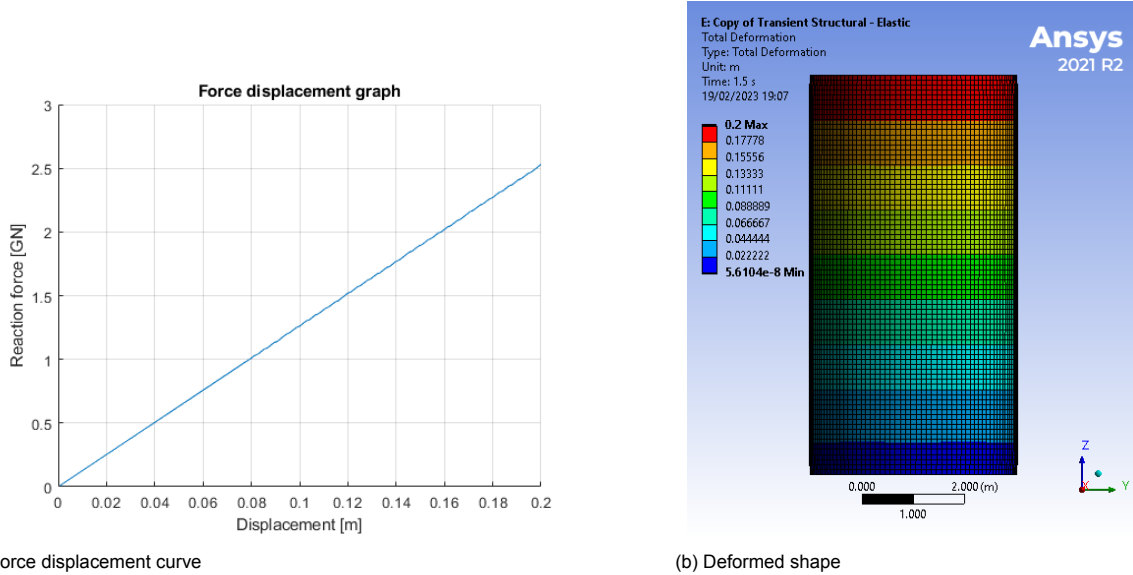 Force displacement graph
3
2.5
2
1.5
1
0.5
0
Reaction force [GN]
0 0.02 0.04 0.06 0.08 0.1 0.12 0.14 0.16 0.18 0.2
Displacement [m]
orce displacement curve
E: Copy of Transient Structural - Elastic
Total Deformation
Type: Total Deformation
Unit: m
Time: 1.5 s
19/02/2023 19:07
Ansys
2021 R2
0.2 Max
0.17778
0.15556
0.13333
0.11111
0.088889
0.066667
0.044444
0.022222
5.6104e-8 Min
0.000 2.000 (m)
1.000
Z
X
Y
(b) Deformed shape